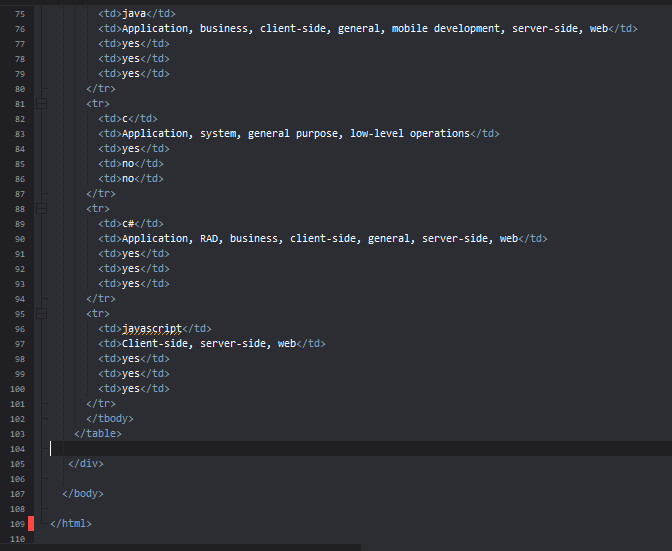 75 <td>java</td>
76 <td>Application, business, client-side, general, mobile development, server-side, web</td>
77 <td>yes</td>
78 <td>yes</td>
79 <td>yes</td>
80 </tr>
81 <tr>
82 <td>c</td>
83 <td>Application, system, general purpose, low-level operations</td>
84 <td>yes</td>
85 <td>no</td>
86 <td>no</td>
87 </tr>
88 <tr>
89 <td>c#</td>
90 <td>Application, RAD, business, client-side, general, server-side, web</td>
91 <td>yes</td>
92 <td>yes</td>
93 <td>yes</td>
94 </tr>
95 <tr>
96 <td>javascript</td>
97 <td>Client-side, server-side, web</td>
98 <td>yes</td>
99 <td>yes</td>
100 <td>yes</td>
101 </tr>
102 </tbody>
103 </table>
104
105 </div>
106
107 </body>
108
109 </html>
110